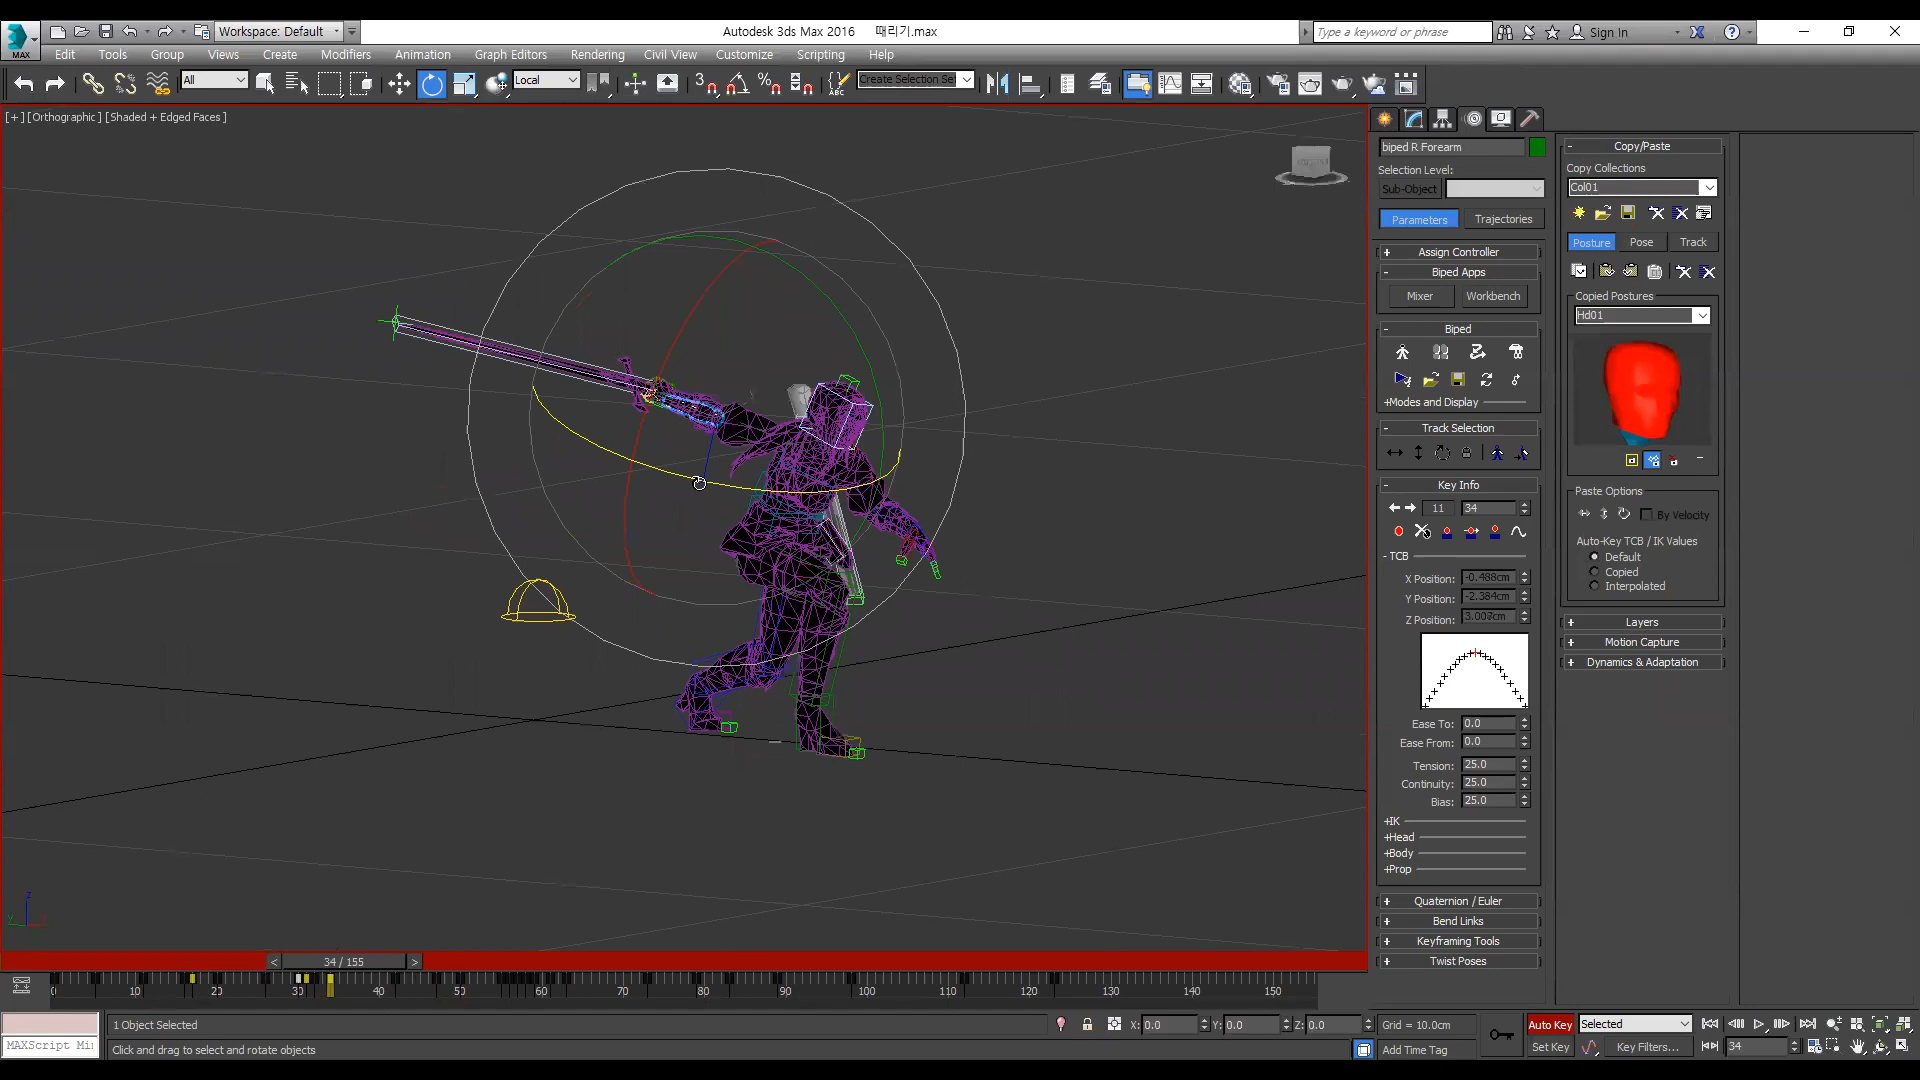 Workspace: Default
Autodesk 3ds Max 2016    때리기.max
Type a keyword or phrase
Sign In
MAX
Edit Tools Group Views Create Modifiers Animation Graph Editors Rendering Civil View Customize Scripting Help
All
Local
Create Selection Se
ABC
[+] [Orthographic] [Shaded + Edged Faces]
biped R Forearm
Selection Level:
Sub-Object
Parameters Trajectories
+ Assign Controller
- Biped Apps
Mixer Workbench
- Biped
+Modes and Display
- Track Selection
- Key Info
11 34
- TCB
X Position: -0.488cm
Y Position: -2.384cm
Z Position: 3.007cm
Ease To: 0.0
Ease From: 0.0
Tension: 25.0
Continuity: 25.0
Bias: 25.0
+IK
+Head
+Body
+Prop
+ Quaternion / Euler
+ Bend Links
+ Keyframing Tools
+ Twist Poses
- Copy/Paste
Copy Collections
Col01
Posture Pose Track
Copied Postures
Hd01
Paste Options
By Velocity
Auto-Key TCB / IK Values
Default
Copied
Interpolated
+ Layers
+ Motion Capture
+ Dynamics & Adaptation
< 34 / 155 >
0 10 20 30 40 50 60 70 80 90 100 110 120 130 140 150
1 Object Selected
X: 0.0 Y: 0.0 Z: 0.0 Grid = 10.0cm
Auto Key Selected
MAXScript Mi
Click and drag to select and rotate objects
Add Time Tag
Set Key Key Filters... 34